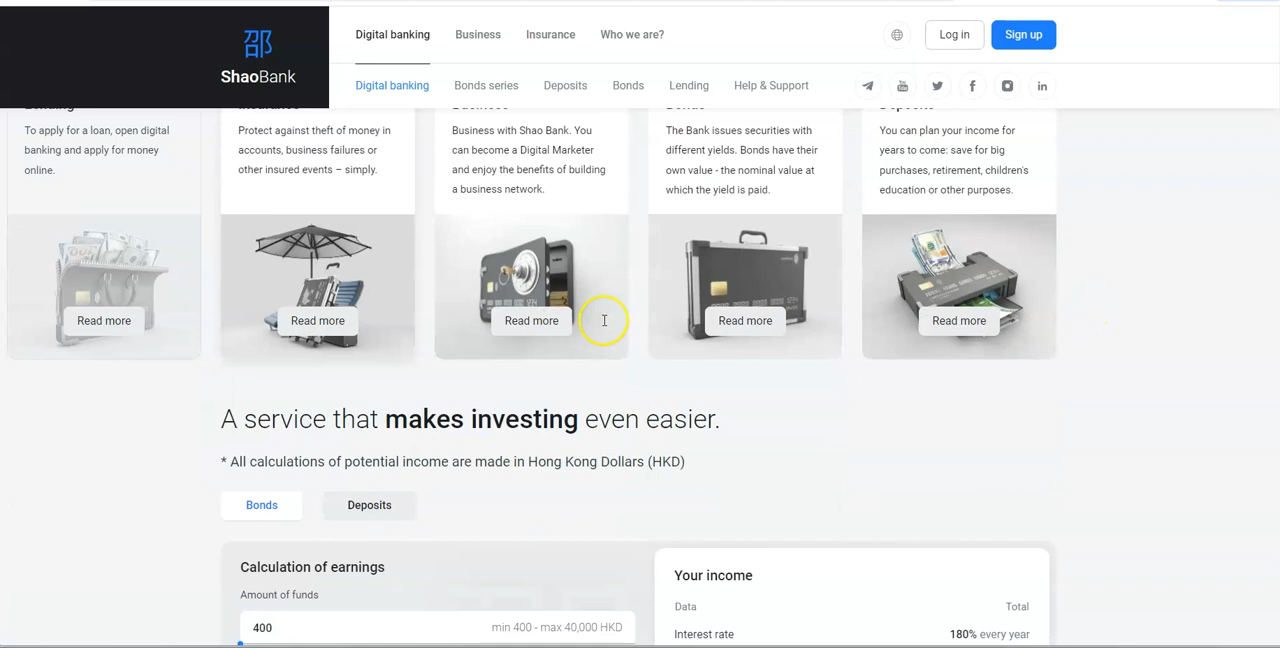 邵
ShaoBank
Digital banking
Business
Insurance
Who we are?
Log in
Sign up
Digital banking
Bonds series
Deposits
Bonds
Lending
Help & Support
Lending
Insurance
Business
Bonds
Deposits
To apply for a loan, open digital
banking and apply for money
online.
Read more
Protect against theft of money in
accounts, business failures or
other insured events – simply.
Read more
Business with Shao Bank. You
can become a Digital Marketer
and enjoy the benefits of building
a business network.
Read more
The Bank issues securities with
different yields. Bonds have their
own value - the nominal value at
which the yield is paid.
Read more
You can plan your income for
years to come: save for big
purchases, retirement, children's
education or other purposes.
Read more
A service that makes investing even easier.
* All calculations of potential income are made in Hong Kong Dollars (HKD)
Bonds
Deposits
Calculation of earnings
Amount of funds
400
min 400 - max 40,000 HKD
Your income
Data
Total
Interest rate
180% every year